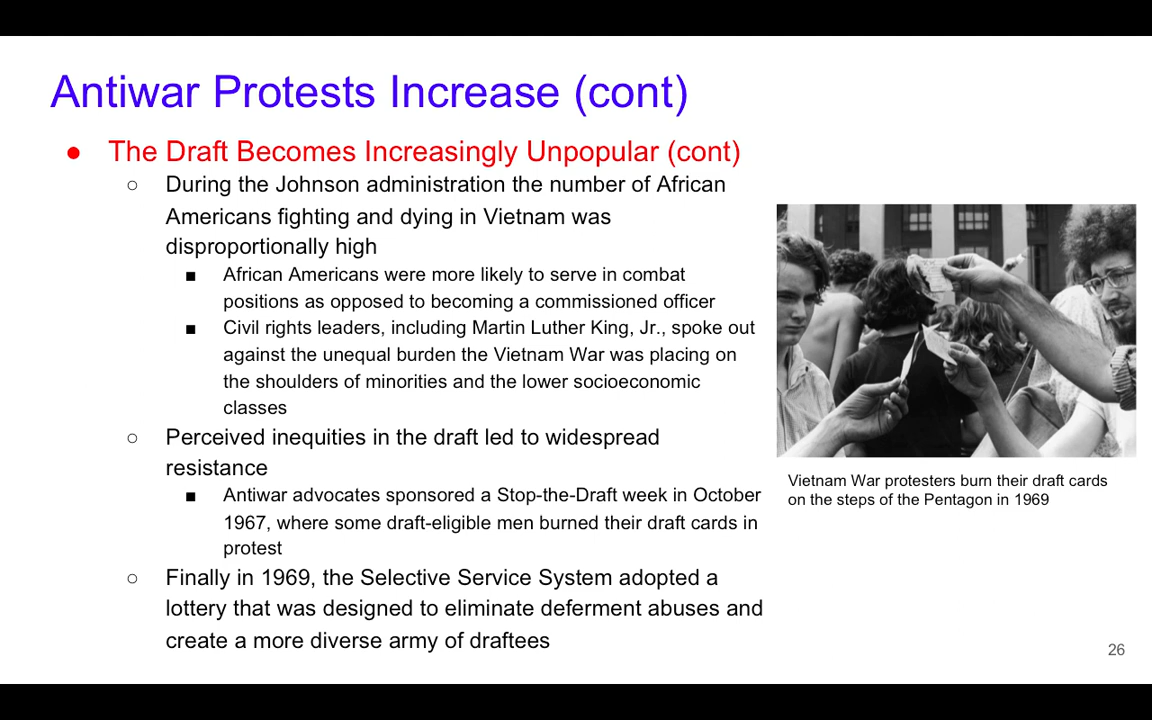 Antiwar Protests Increase (cont)
● The Draft Becomes Increasingly Unpopular (cont)
○ During the Johnson administration the number of African
Americans fighting and dying in Vietnam was
disproportionally high
■ African Americans were more likely to serve in combat
positions as opposed to becoming a commissioned officer
■ Civil rights leaders, including Martin Luther King, Jr., spoke out
against the unequal burden the Vietnam War was placing on
the shoulders of minorities and the lower socioeconomic
classes
○ Perceived inequities in the draft led to widespread
resistance
■ Antiwar advocates sponsored a Stop-the-Draft week in October
1967, where some draft-eligible men burned their draft cards in
protest
○ Finally in 1969, the Selective Service System adopted a
lottery that was designed to eliminate deferment abuses and
create a more diverse army of draftees
Vietnam War protesters burn their draft cards
on the steps of the Pentagon in 1969
26